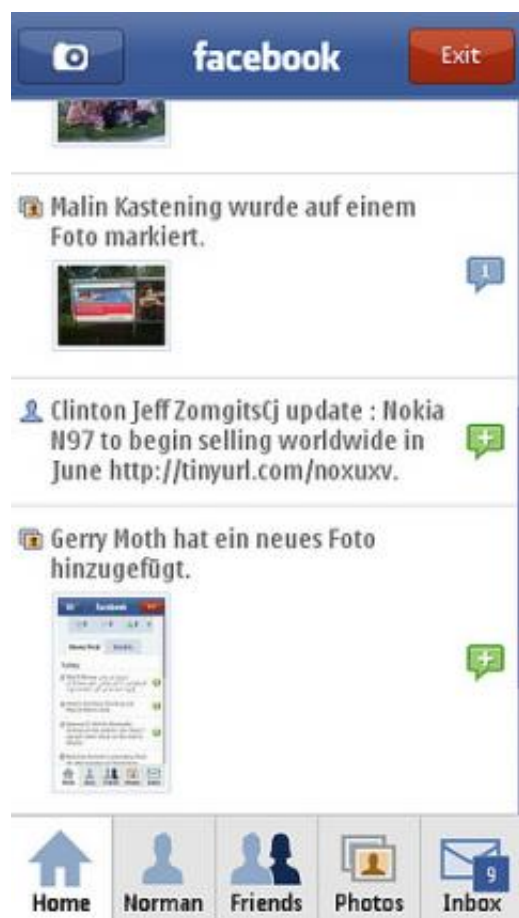 facebook
Exit
Malin Kastening wurde auf einem
Foto markiert.
1
Clinton Jeff ZomgitsCj update : Nokia
N97 to begin selling worldwide in
June http://tinyurl.com/noxuxv.
Gerry Moth hat ein neues Foto
hinzugefügt.
facebook
Home
Norman
Friends
Photos
9
Inbox